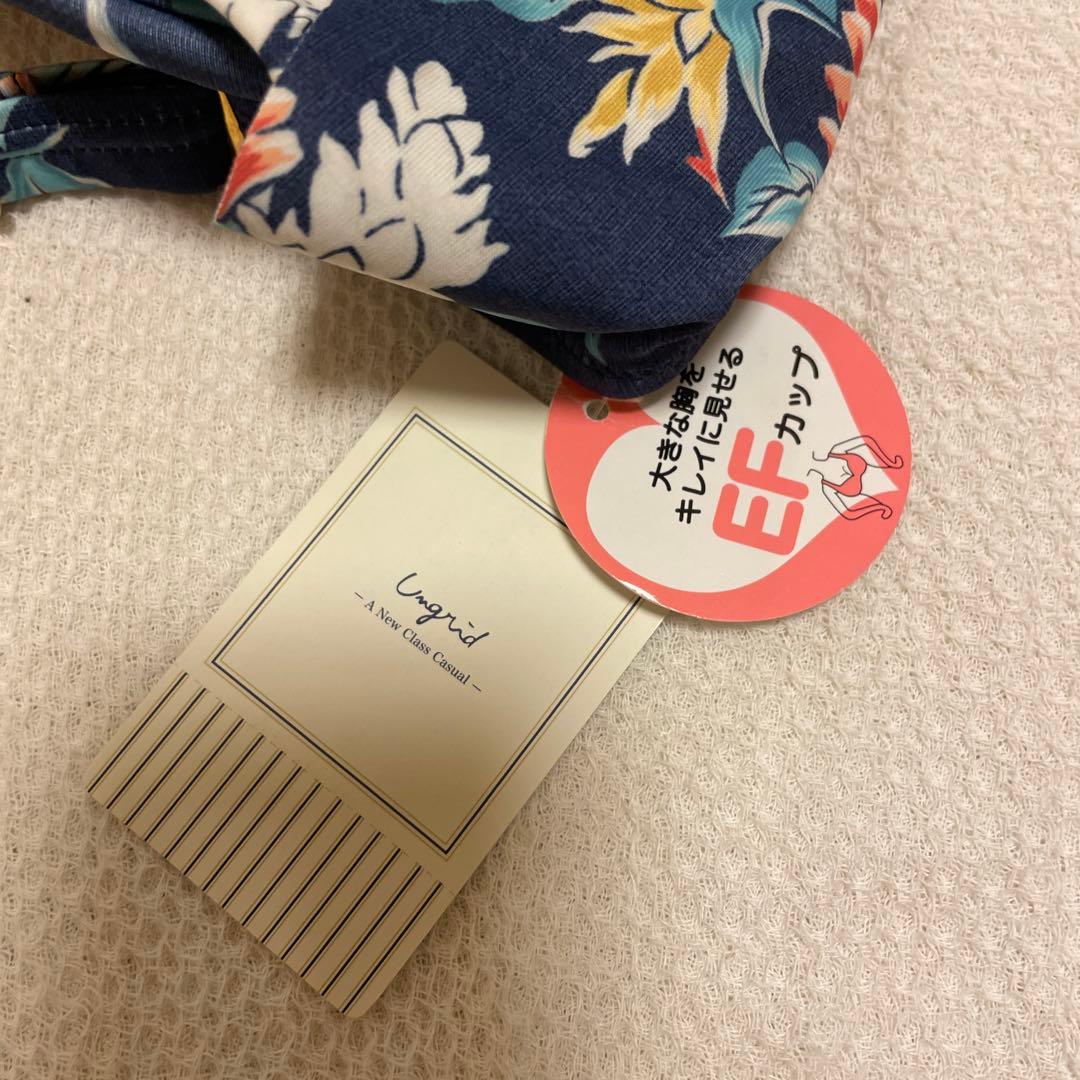 大きな胸を
キレイに見せる
EFカップ
Ungrid
– A New Class Casual –